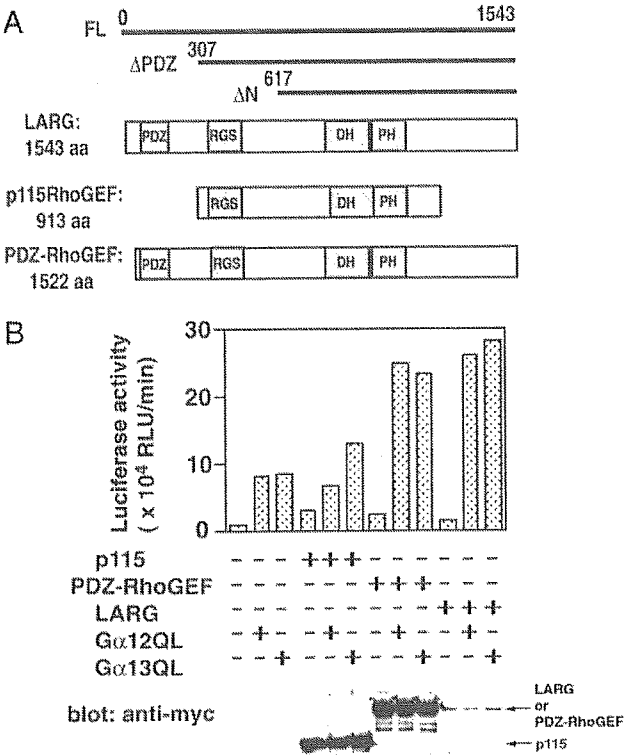 A
FL 0 1543
ΔPDZ 307
ΔN 617
LARG:
1543 aa
PDZ RGS DH PH
p115RhoGEF:
913 aa
RGS DH PH
PDZ-RhoGEF:
1522 aa
PDZ RGS DH PH
B
Luciferase activity
( x 10⁴ RLU/min)
30
20
10
0
p115 - - - + + + - - - - - -
PDZ-RhoGEF - - - - - - + + + - - -
LARG - - - - - - - - - + + +
Gα12QL - + - - + - - + - - + -
Gα13QL - - + - - + - - + - - +
blot: anti-myc
LARG
or
PDZ-RhoGEF
p115